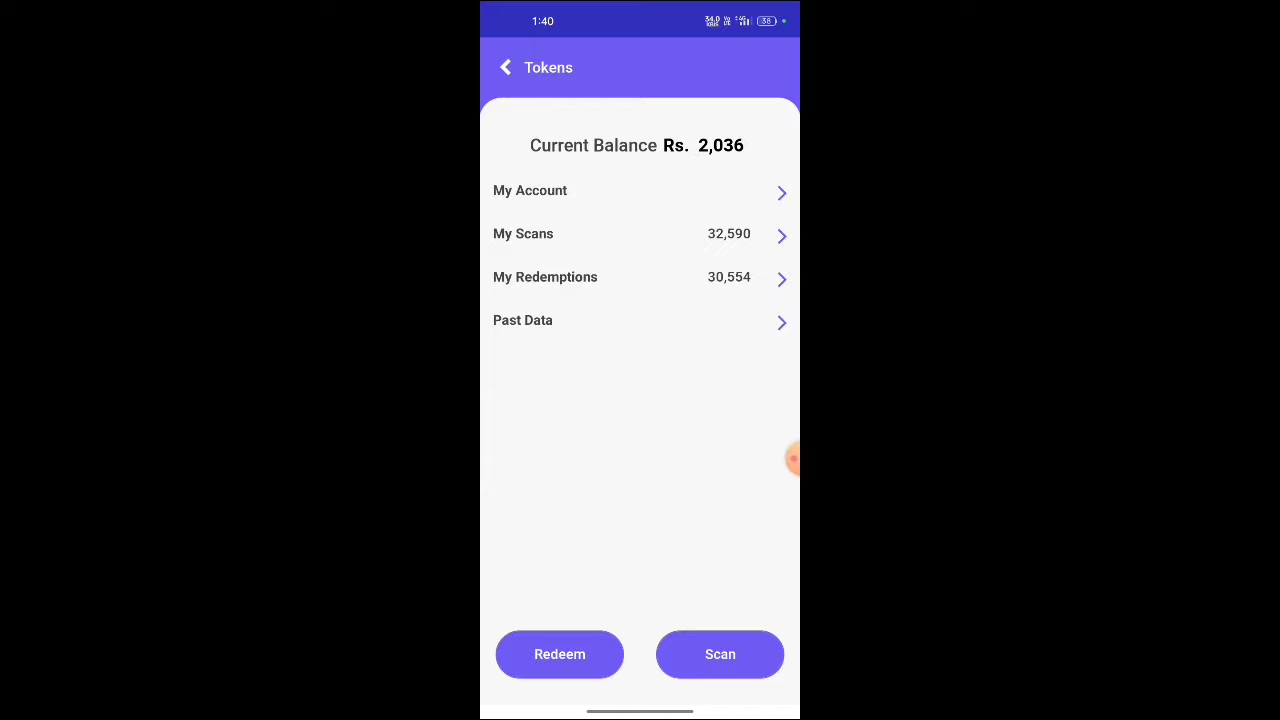 1:40
38
Tokens
Current Balance Rs. 2,036
My Account
My Scans 32,590
My Redemptions 30,554
Past Data
Redeem Scan